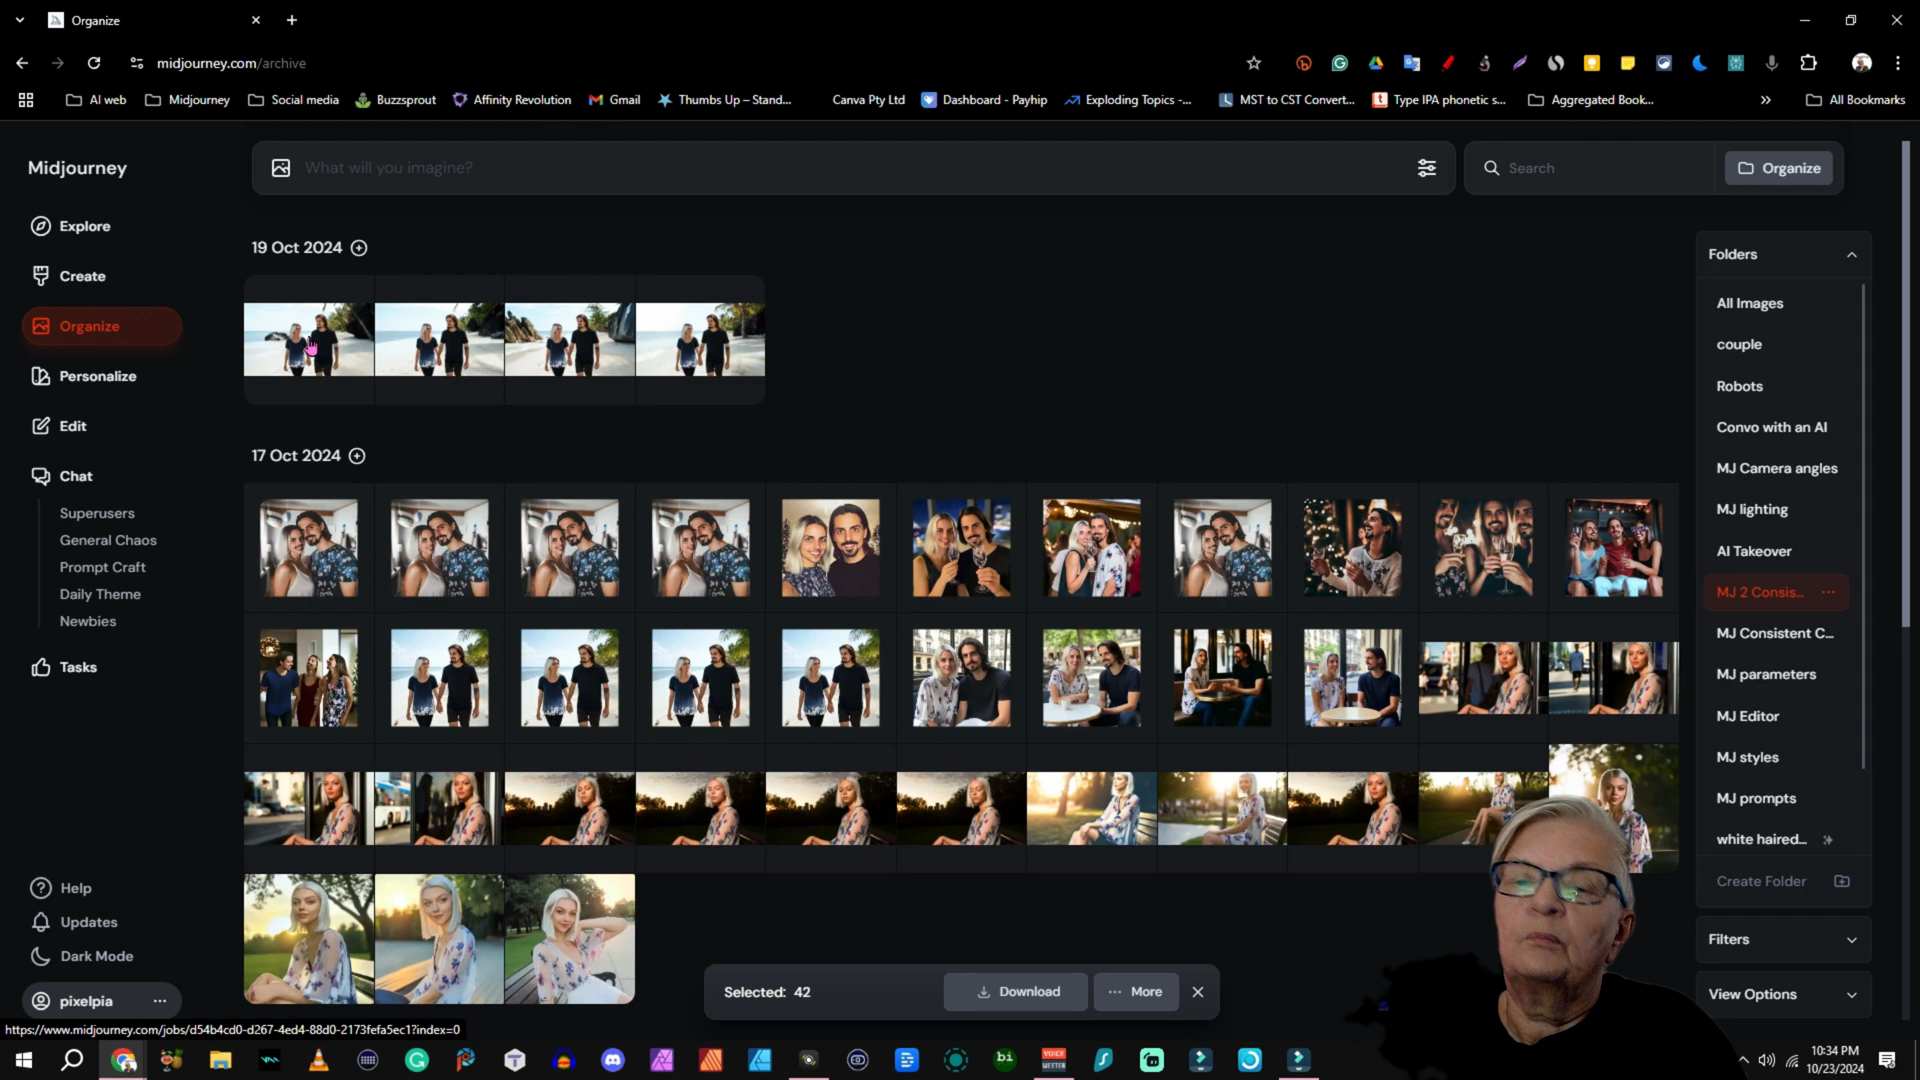 Organize
midjourney.com/archive
AI web
Midjourney
Social media
Buzzsprout
Affinity Revolution
Gmail
Thumbs Up – Stand...
Canva Pty Ltd
Dashboard - Payhip
Exploding Topics -...
MST to CST Convert...
Type IPA phonetic s...
Aggregated Book...
All Bookmarks
Midjourney
What will you imagine?
Search
Organize
Explore
Create
Organize
Personalize
Edit
Chat
Superusers
General Chaos
Prompt Craft
Daily Theme
Newbies
Tasks
Help
Updates
Dark Mode
pixelpia
19 Oct 2024
17 Oct 2024
Folders
All Images
couple
Robots
Convo with an AI
MJ Camera angles
MJ lighting
AI Takeover
MJ 2 Consis...
MJ Consistent C...
MJ parameters
MJ Editor
MJ styles
MJ prompts
white haired...
Create Folder
Filters
View Options
Selected: 42
Download
More
https://www.midjourney.com/jobs/d54b4cd0-d267-4ed4-88d0-2173fefa5ec1?index=0
bi
VOICE
MEETER
10:34 PM
10/23/2024